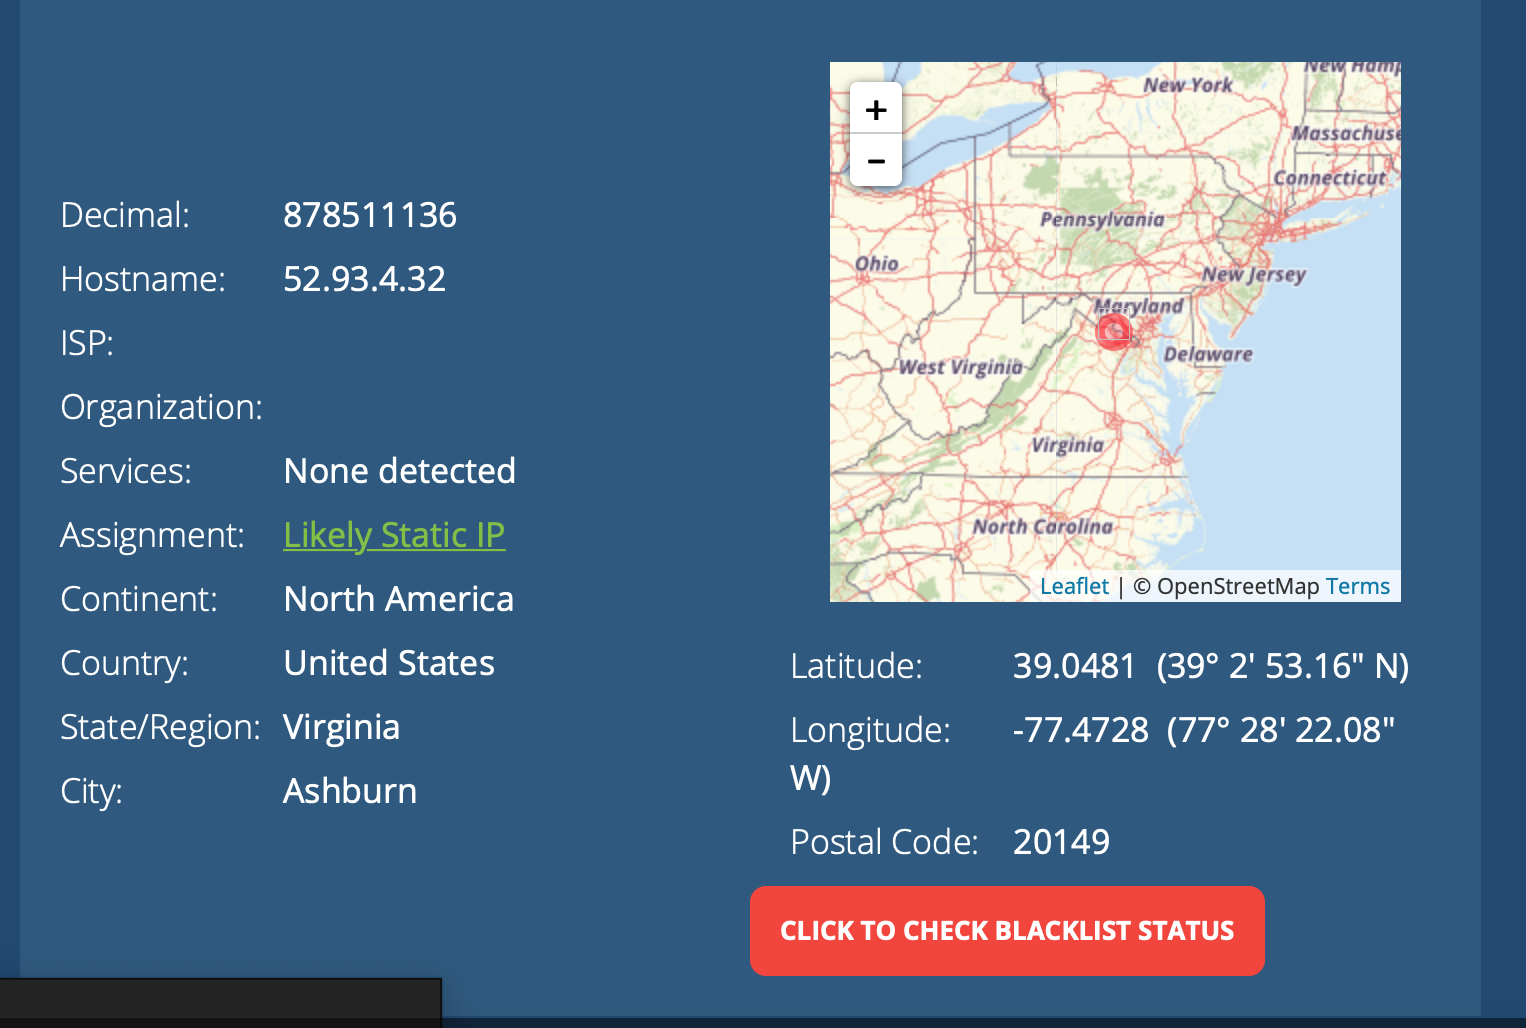 Decimal: 878511136
Hostname: 52.93.4.32
ISP:
Organization:
Services: None detected
Assignment: Likely Static IP
Continent: North America
Country: United States
State/Region: Virginia
City: Ashburn
+
−
New Hamp
New York
Massachuse
Connecticut
Pennsylvania
Ohio
New Jersey
Maryland
Delaware
West Virginia
Virginia
North Carolina
Leaflet | © OpenStreetMap Terms
Latitude: 39.0481 (39° 2' 53.16" N)
Longitude: -77.4728 (77° 28' 22.08"
W)
Postal Code: 20149
CLICK TO CHECK BLACKLIST STATUS